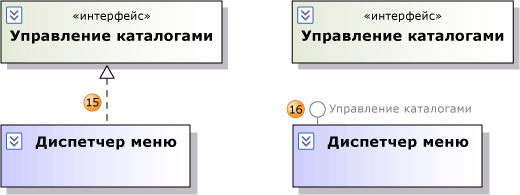 «интерфейс»
Управление каталогами
15
Диспетчер меню
«интерфейс»
Управление каталогами
16
Управление каталогами
Диспетчер меню